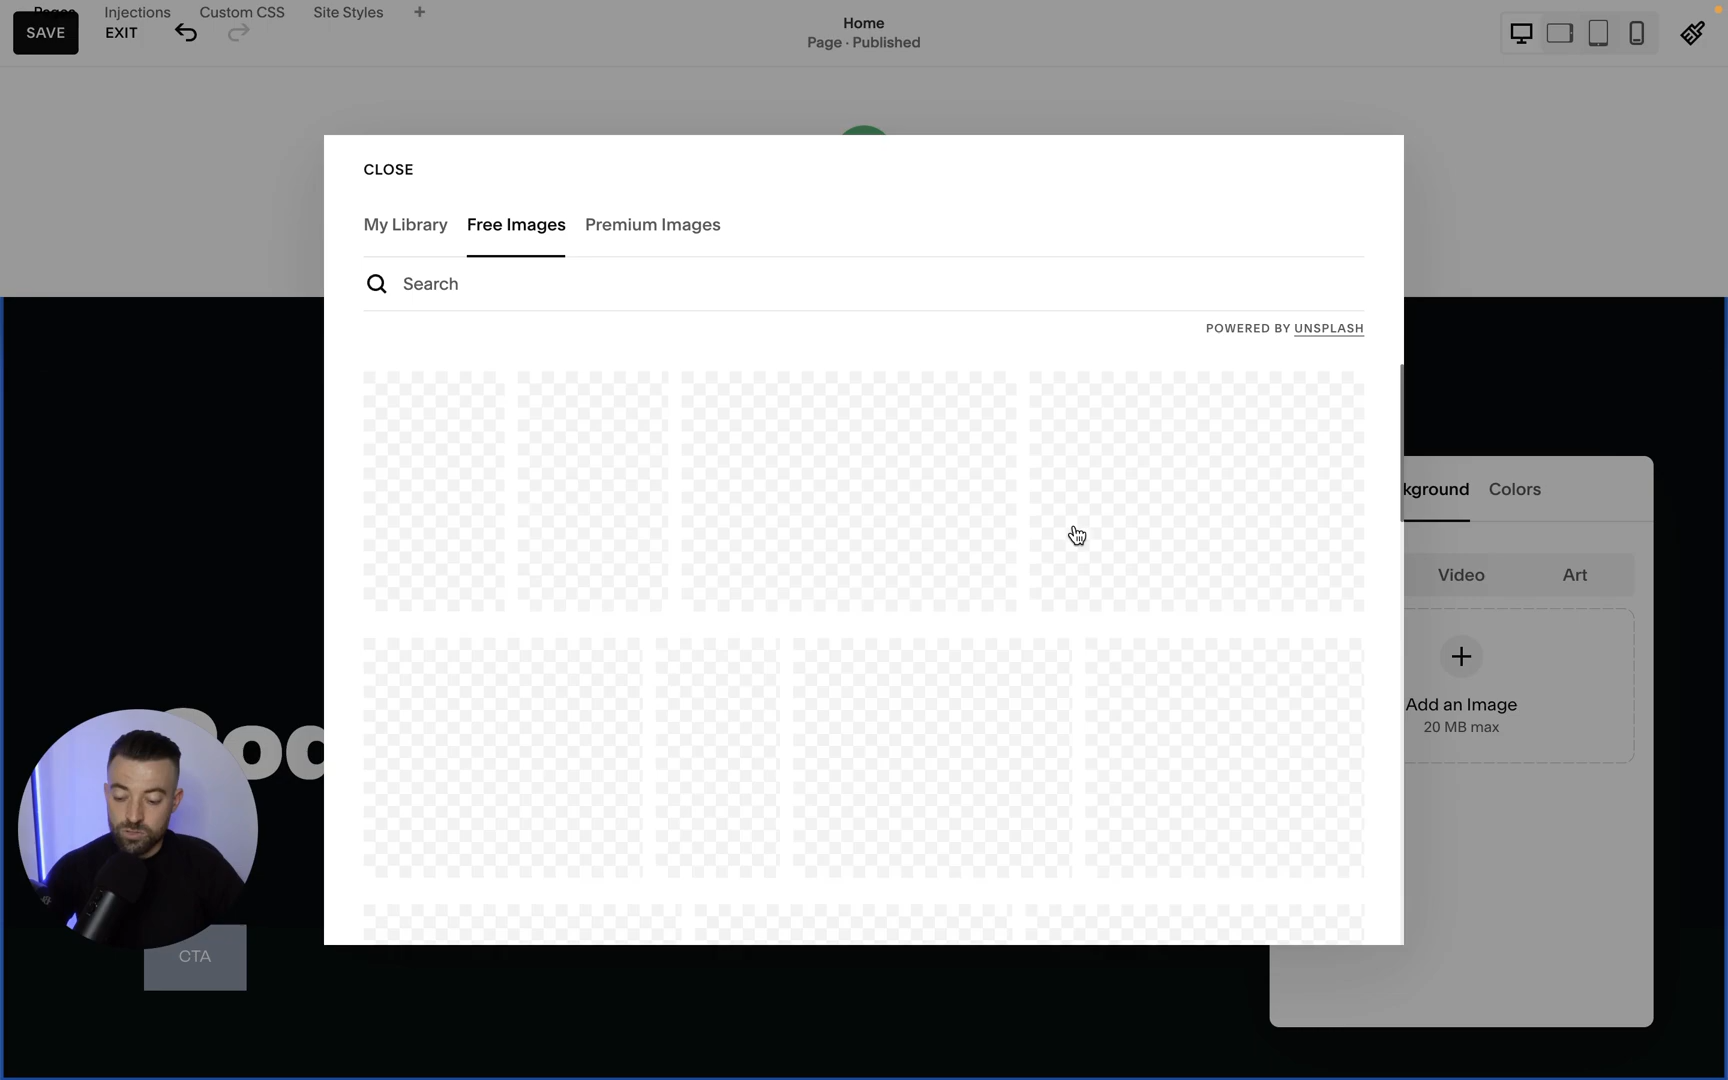 Pages Injections Custom CSS Site Styles +
SAVE EXIT
Home
Page · Published
CLOSE
My Library Free Images Premium Images
Search
POWERED BY UNSPLASH
kground Colors
Video Art
Add an Image
20 MB max
CTA